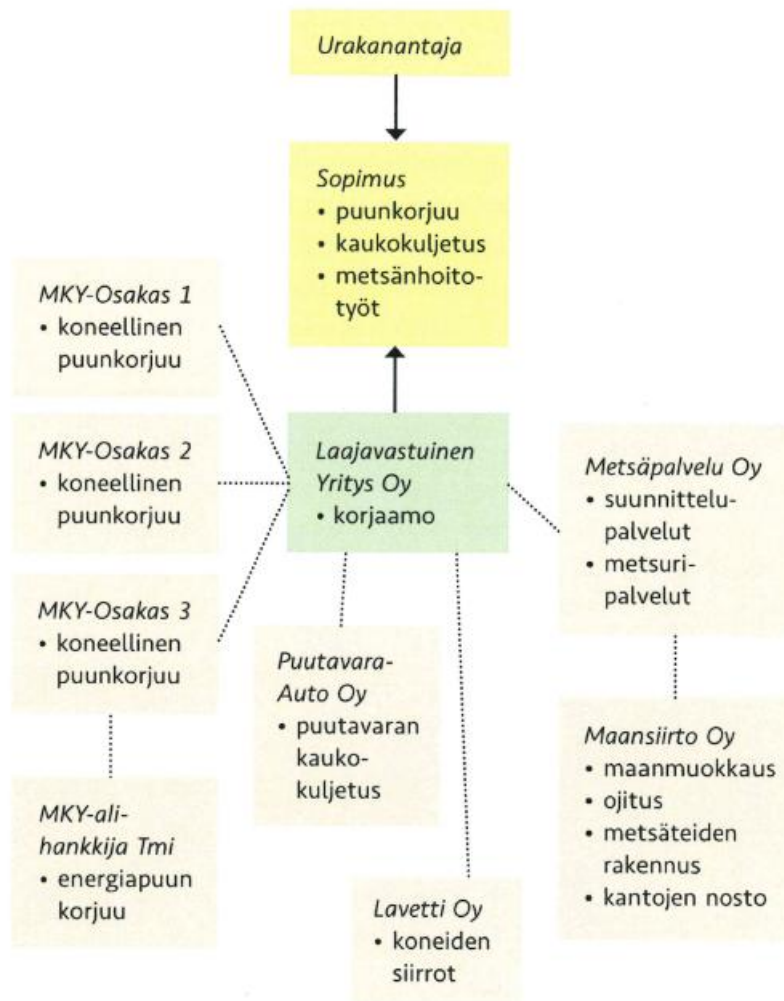 Urakanantaja
Sopimus
• puunkorjuu
• kaukokuljetus
• metsänhoito-
työt
MKY-Osakas 1
• koneellinen
puunkorjuu
MKY-Osakas 2
• koneellinen
puunkorjuu
MKY-Osakas 3
• koneellinen
puunkorjuu
MKY-ali-
hankkija Tmi
• energiapuun
korjuu
Laajavastuinen
Yritys Oy
• korjaamo
Puutavara-
Auto Oy
• puutavaran
kauko-
kuljetus
Lavetti Oy
• koneiden
siirrot
Metsäpalvelu Oy
• suunnittelu-
palvelut
• metsuri-
palvelut
Maansiirto Oy
• maanmuokkaus
• ojitus
• metsäteiden
rakennus
• kantojen nosto